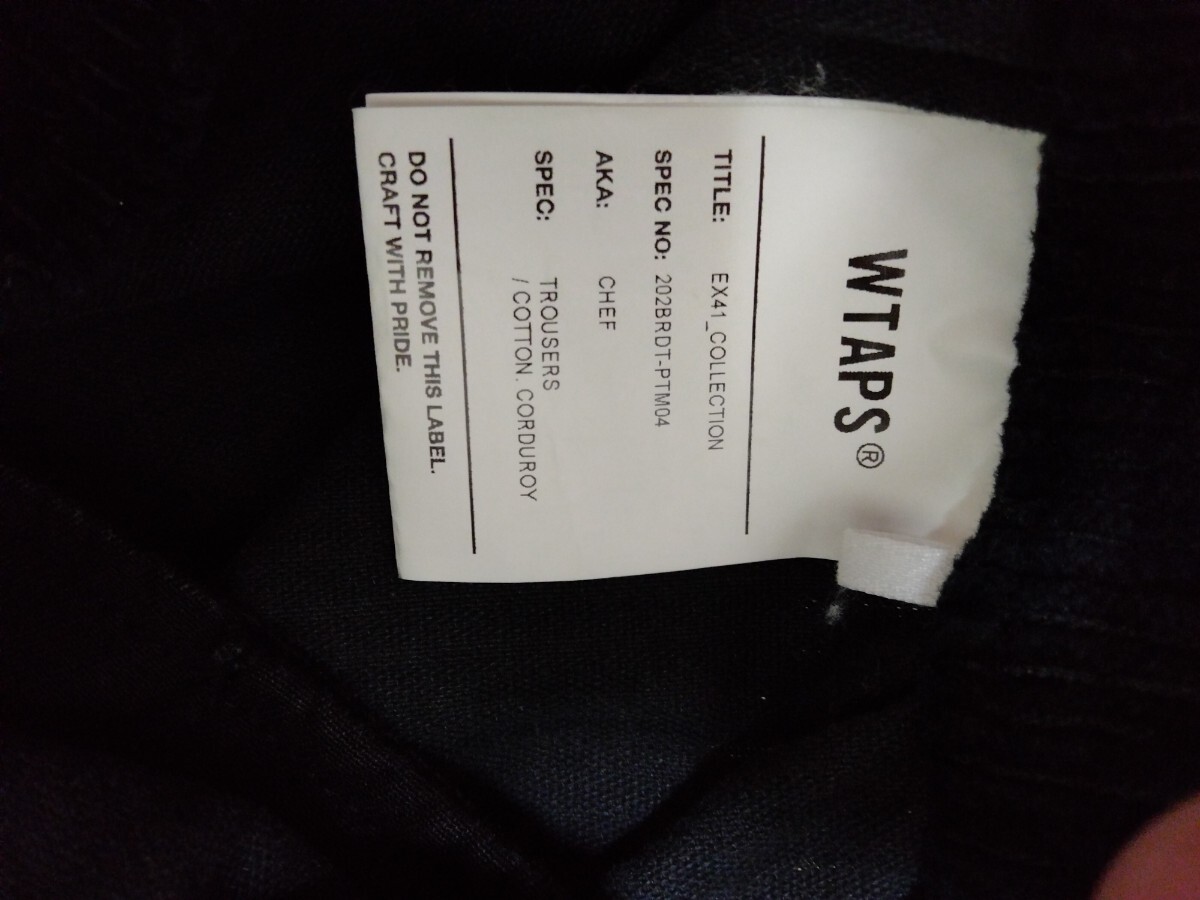 WTAPS®
TITLE: EX41_COLLECTION
SPEC NO: 202BRDT-PTM04
AKA: CHEF
SPEC: TROUSERS
/ COTTON. CORDUROY
DO NOT REMOVE THIS LABEL.
CRAFT WITH PRIDE.